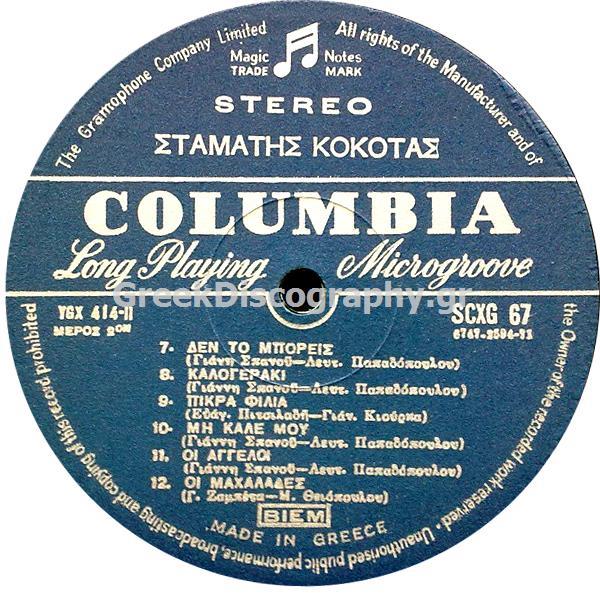 The Gramophone Company Limited
All rights of the Manufacturer and of
the Owner of the recorded work reserved. Unauthorised public performance, broadcasting and copying of this record prohibited
Magic Notes
TRADE MARK
STEREO
ΣΤΑΜΑΤΗΣ ΚΟΚΟΤΑΣ
COLUMBIA
Long Playing Microgroove
GreekDiscography.gr
YGX 414-II
ΜΕΡΟΣ 2ΟΝ
SCXG 67
6747-2594-71
7- ΔΕΝ ΤΟ ΜΠΟΡΕΙΣ
(Γιάννη Σπανοῦ—Λευτ. Παπαδόπουλου)
8. ΚΑΛΟΓΕΡΑΚΙ
(Γιάννη Σπανοῦ—Λευτ. Παπαδόπουλου)
9- ΠΙΚΡΑ ΦΙΛΙΑ
(Εὐάγ. Πιτσιλαδῆ—Γιάν. Κιούρκα)
10- ΜΗ ΚΑΛΕ ΜΟΥ
(Γιάννη Σπανοῦ—Λευτ. Παπαδόπουλου)
11. ΟΙ ΑΓΓΕΛΟΙ
(Γιάννη Σπανοῦ—Λευτ. Παπαδόπουλου)
12. ΟΙ ΜΑΧΑΛΑΔΕΣ
(Γ. Ζαμπέτα—Μ. Θειόπουλου)
BIEM
MADE IN GREECE